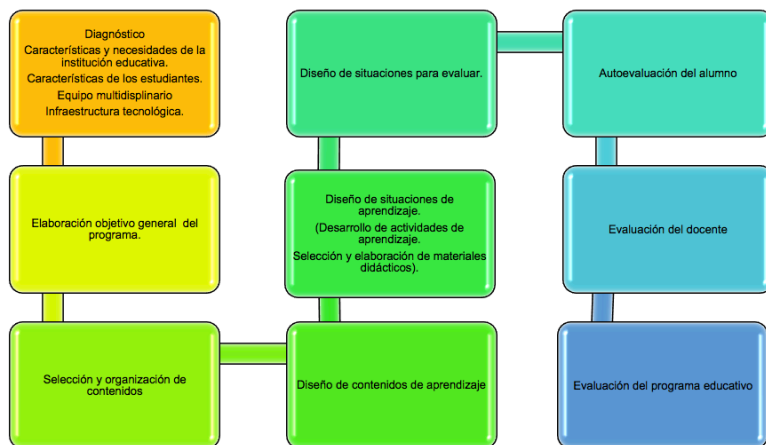 Diagnóstico
Características y necesidades de la
institución educativa.
Características de los estudiantes.
Equipo multidisplinario
Infraestructura tecnológica.
Elaboración objetivo general del
programa.
Selección y organización de
contenidos
Diseño de contenidos de aprendizaje
Diseño de situaciones de
aprendizaje.
(Desarrollo de actividades de
aprendizaje.
Selección y elaboración de materiales
didácticos).
Diseño de situaciones para evaluar.
Autoevaluación del alumno
Evaluación del docente
Evaluación del programa educativo